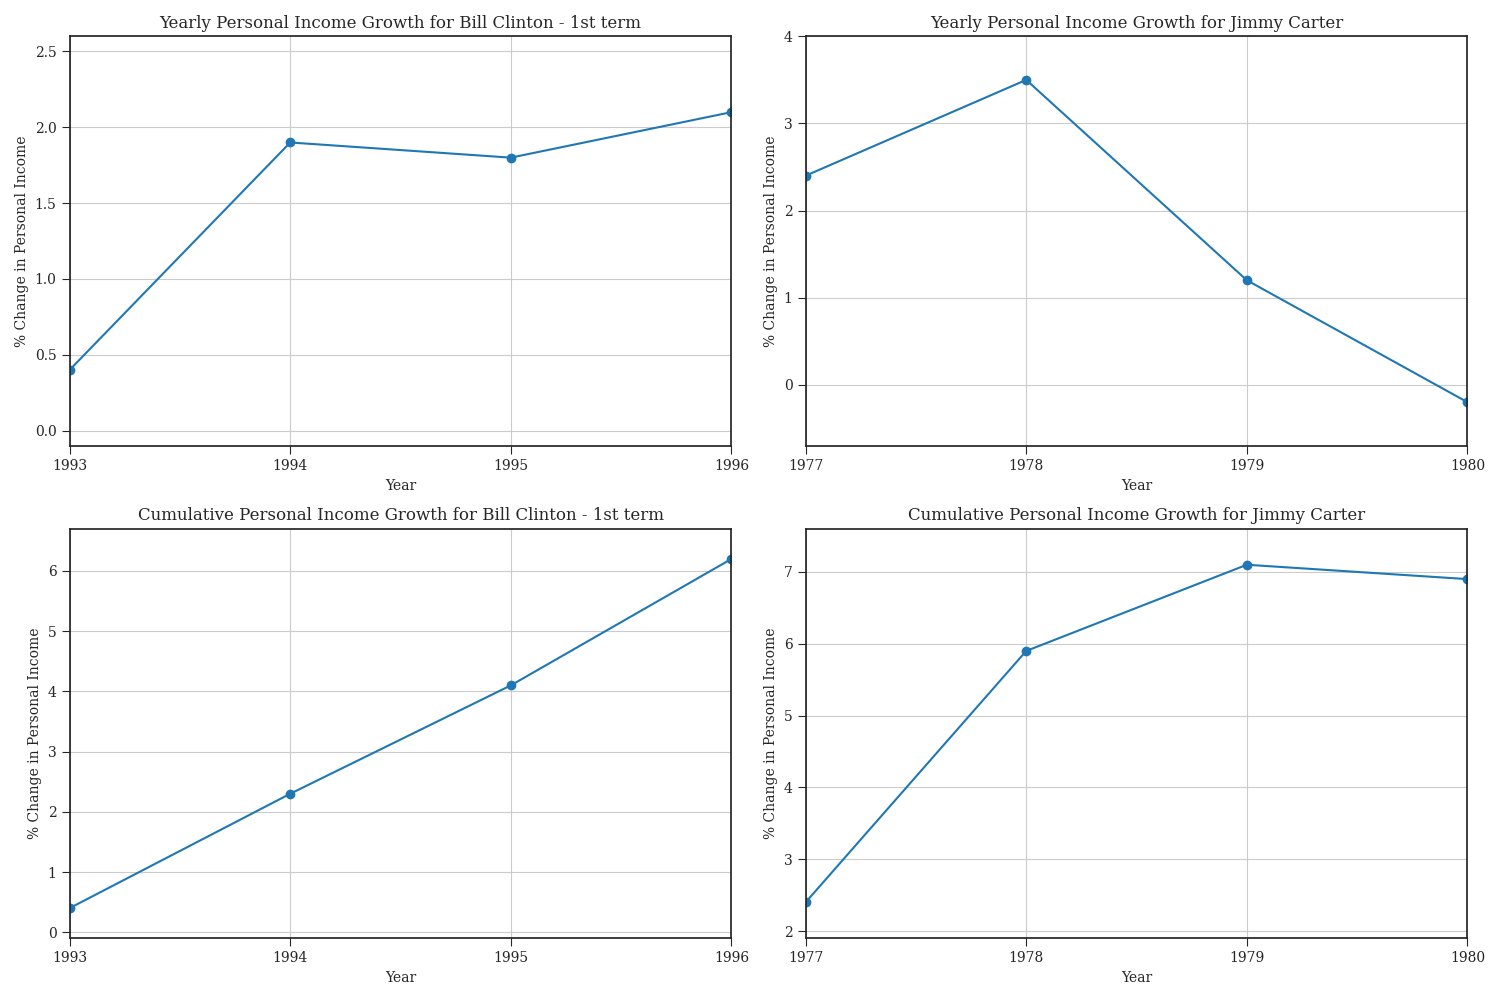 Yearly Personal Income Growth for Bill Clinton - 1st term
% Change in Personal Income
2.5
2.0
1.5
1.0
0.5
0.0
1993 1994 1995 1996
Year
Yearly Personal Income Growth for Jimmy Carter
% Change in Personal Income
4
3
2
1
0
1977 1978 1979 1980
Year
Cumulative Personal Income Growth for Bill Clinton - 1st term
% Change in Personal Income
6
5
4
3
2
1
0
1993 1994 1995 1996
Year
Cumulative Personal Income Growth for Jimmy Carter
% Change in Personal Income
7
6
5
4
3
2
1977 1978 1979 1980
Year